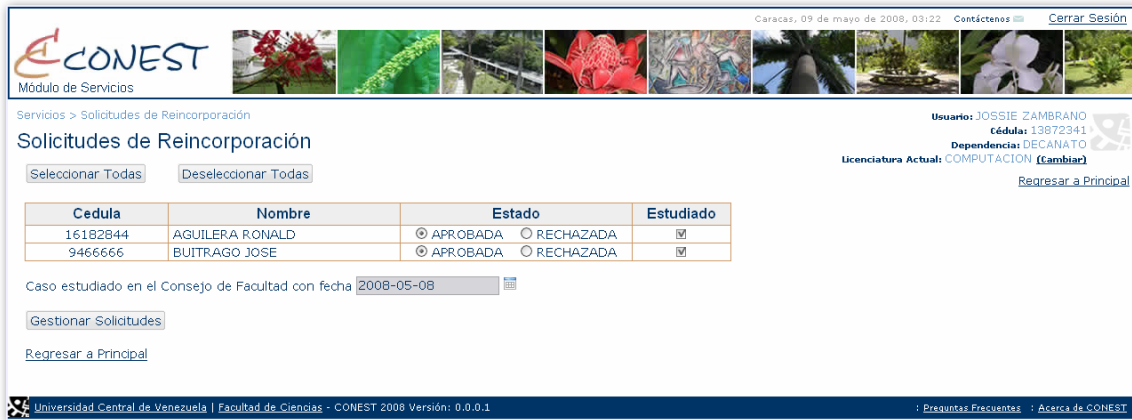 Caracas, 09 de mayo de 2008, 03:22 Contáctenos Cerrar Sesión
CONEST
Módulo de Servicios
Servicios > Solicitudes de Reincorporación
Usuario: JOSSIE ZAMBRANO
Cédula: 13872341
Dependencia: DECANATO
Licenciatura Actual: COMPUTACION (Cambiar)
Regresar a Principal
Solicitudes de Reincorporación
Seleccionar Todas Deseleccionar Todas
Cedula Nombre Estado Estudiado
16182844 AGUILERA RONALD APROBADA RECHAZADA
9466666 BUITRAGO JOSE APROBADA RECHAZADA
Caso estudiado en el Consejo de Facultad con fecha 2008-05-08
Gestionar Solicitudes
Regresar a Principal
Universidad Central de Venezuela | Facultad de Ciencias - CONEST 2008 Versión: 0.0.0.1 : Preguntas Frecuentes : Acerca de CONEST